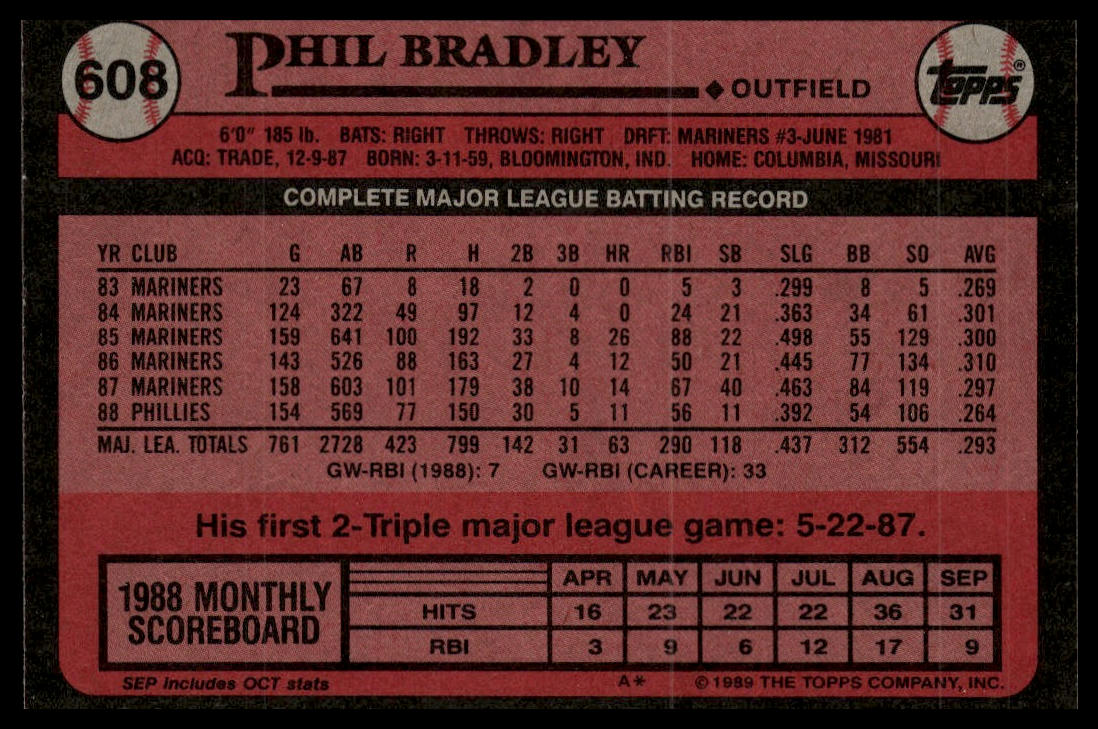 608
PHIL BRADLEY
◆ OUTFIELD
TOPPS®
6'0" 185 lb. BATS: RIGHT THROWS: RIGHT DRFT: MARINERS #3-JUNE 1981
ACQ: TRADE, 12-9-87 BORN: 3-11-59, BLOOMINGTON, IND. HOME: COLUMBIA, MISSOURI
COMPLETE MAJOR LEAGUE BATTING RECORD
YR CLUB G AB R H 2B 3B HR RBI SB SLG BB SO AVG
83 MARINERS 23 67 8 18 2 0 0 5 3 .299 8 5 .269
84 MARINERS 124 322 49 97 12 4 0 24 21 .363 34 61 .301
85 MARINERS 159 641 100 192 33 8 26 88 22 .498 55 129 .300
86 MARINERS 143 526 88 163 27 4 12 50 21 .445 77 134 .310
87 MARINERS 158 603 101 179 38 10 14 67 40 .463 84 119 .297
88 PHILLIES 154 569 77 150 30 5 11 56 11 .392 54 106 .264
MAJ. LEA. TOTALS 761 2728 423 799 142 31 63 290 118 .437 312 554 .293
GW-RBI (1988): 7 GW-RBI (CAREER): 33
His first 2-Triple major league game: 5-22-87.
1988 MONTHLY
SCOREBOARD
APR MAY JUN JUL AUG SEP
HITS 16 23 22 22 36 31
RBI 3 9 6 12 17 9
SEP includes OCT stats A* © 1989 THE TOPPS COMPANY, INC.